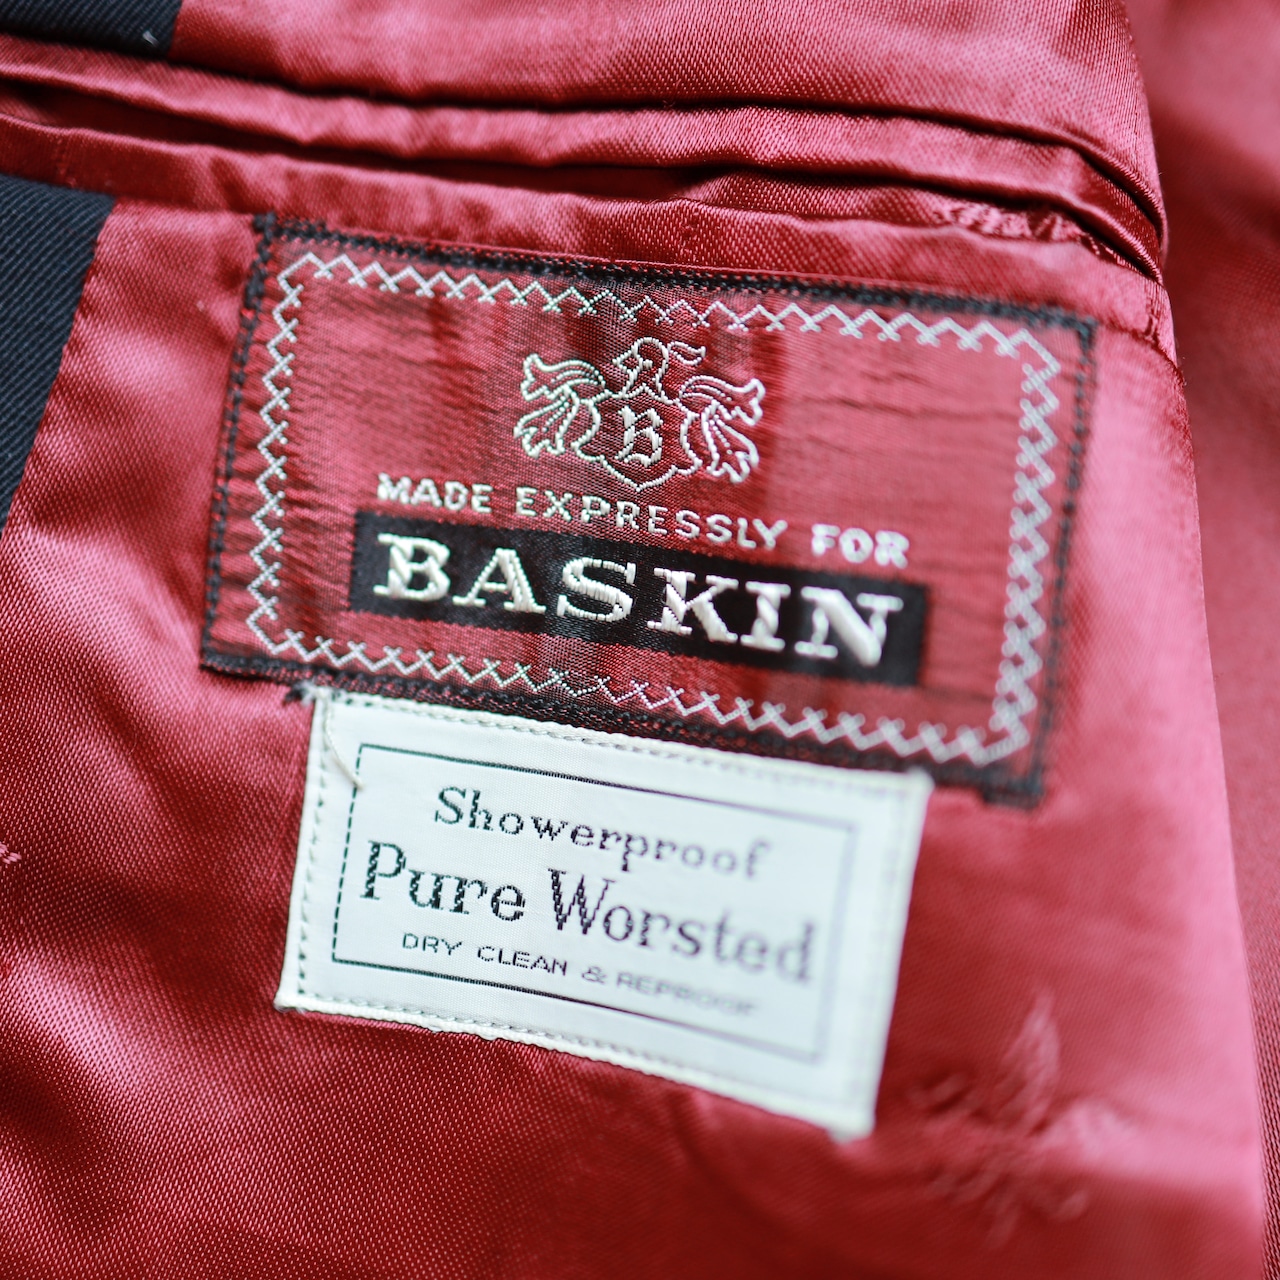 B
MADE EXPRESSLY FOR
BASKIN
Showerproof
Pure Worsted
DRY CLEAN & REPROOF